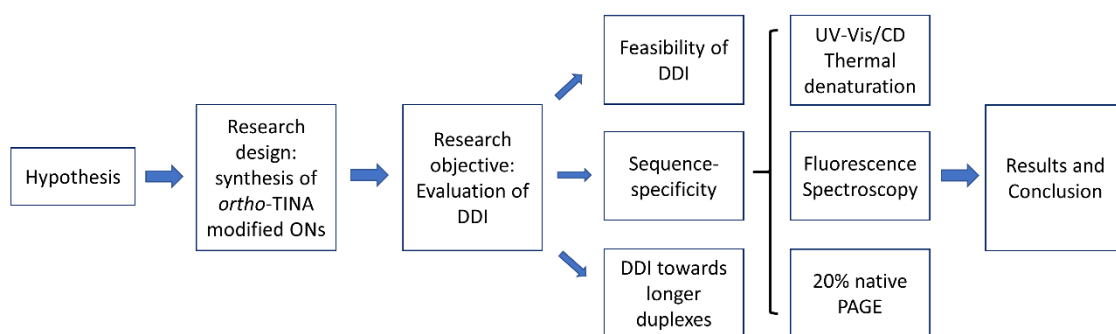 Hypothesis
Research
design:
synthesis of
ortho-TINA
modified ONs
Research
objective:
Evaluation of
DDI
Feasibility of
DDI
Sequence-
specificity
DDI towards
longer
duplexes
UV-Vis/CD
Thermal
denaturation
Fluorescence
Spectroscopy
20% native
PAGE
Results and
Conclusion